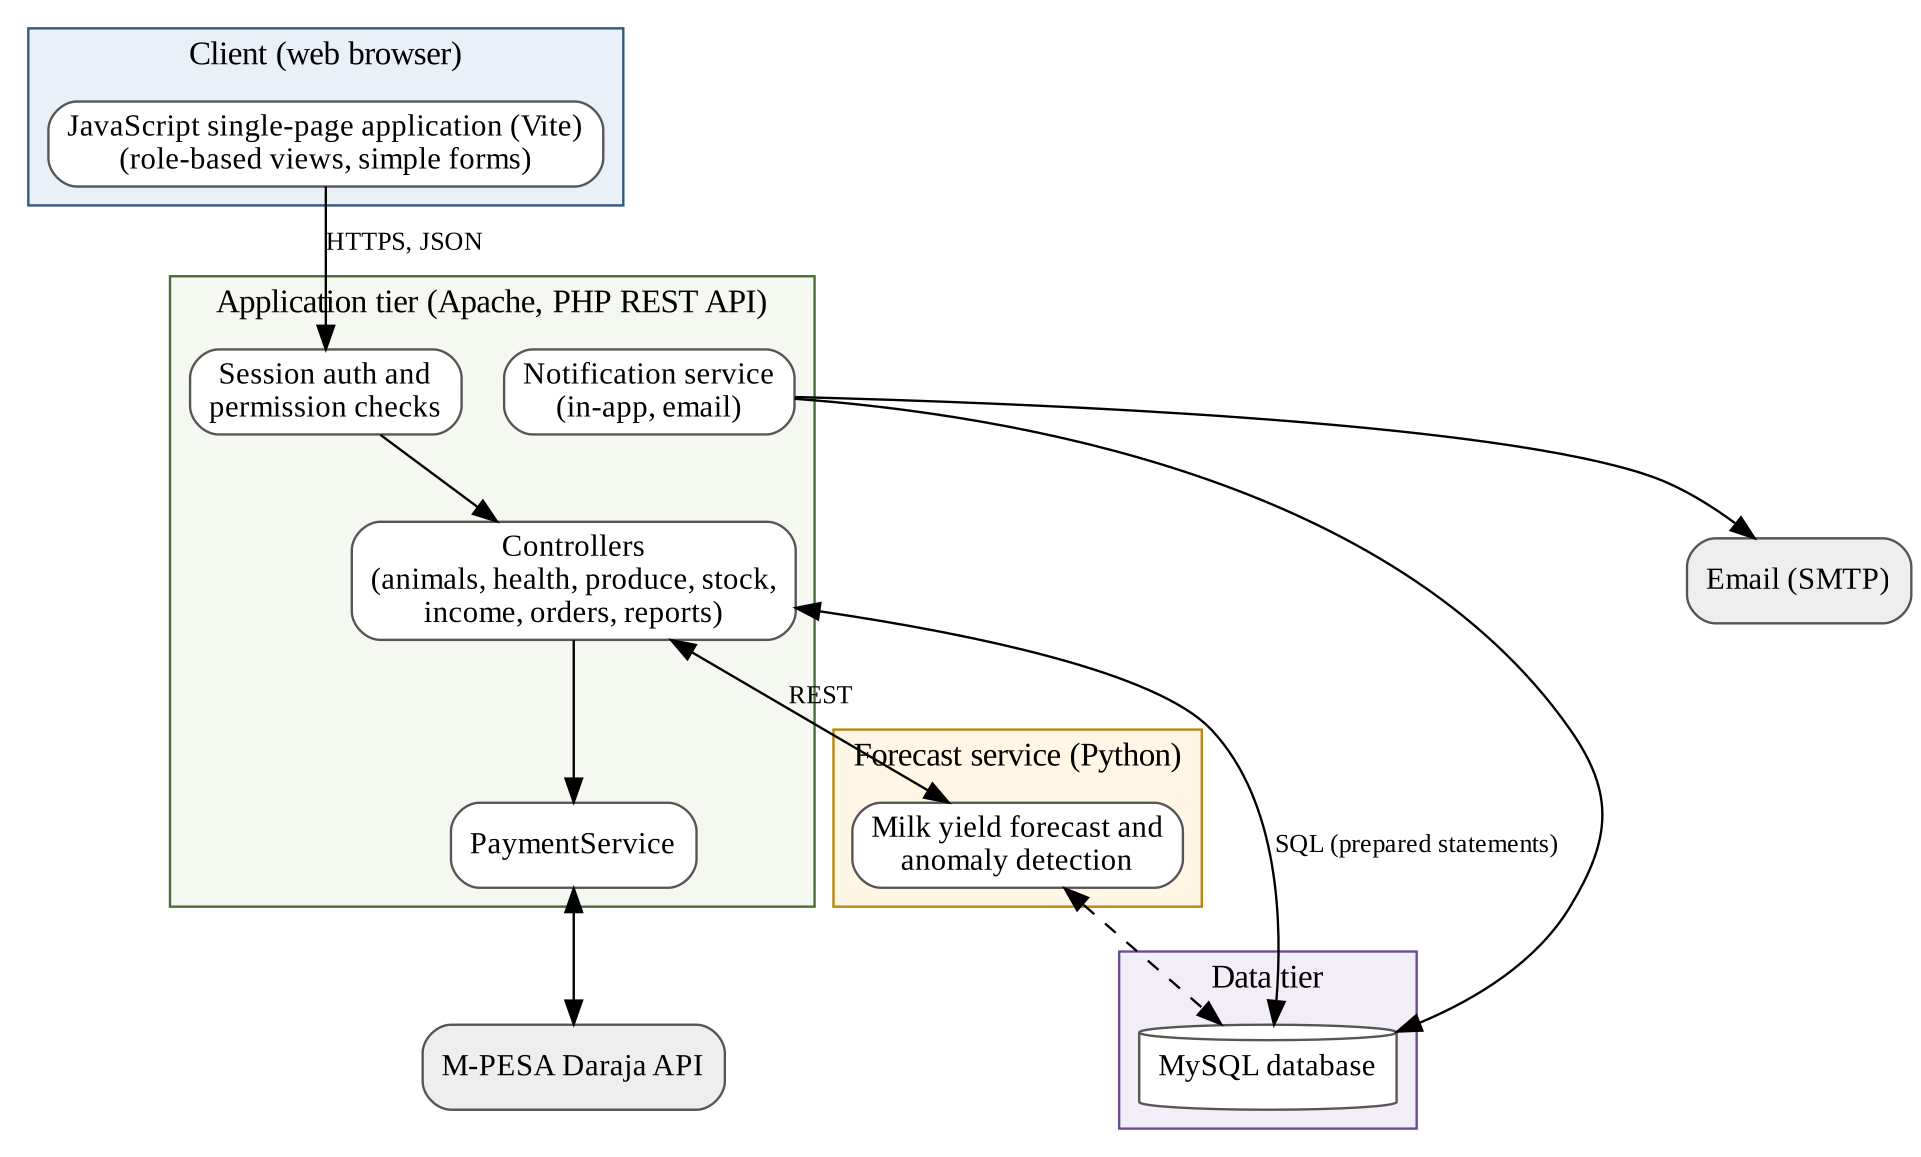 Client (web browser)
JavaScript single-page application (Vite)
(role-based views, simple forms)
HTTPS, JSON
Application tier (Apache, PHP REST API)
Session auth and
permission checks
Notification service
(in-app, email)
Controllers
(animals, health, produce, stock,
income, orders, reports)
Email (SMTP)
REST
Forecast service (Python)
Milk yield forecast and
anomaly detection
PaymentService
SQL (prepared statements)
Data tier
MySQL database
M-PESA Daraja API